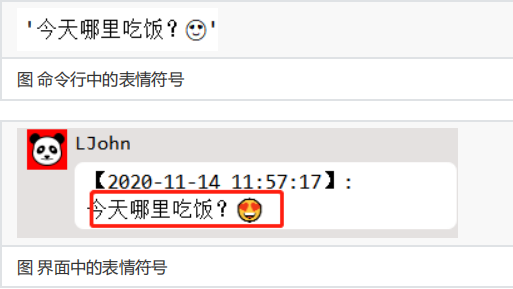 '今天哪里吃饭？😍'
图 命令行中的表情符号
LJohn
【2020-11-14 11:57:17】:
今天哪里吃饭？😍
图 界面中的表情符号